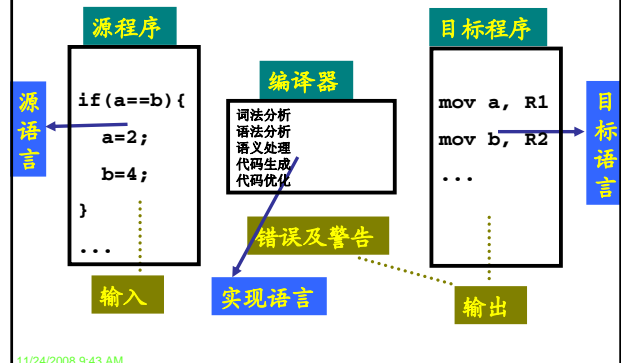 源程序
目标程序
编译器
源语言
if(a==b){
a=2;
b=4;
}
...
词法分析
语法分析
语义处理
代码生成
代码优化
mov a, R1
mov b, R2
...
目标语言
错误及警告
输入
实现语言
输出
11/24/2008 9:43 AM